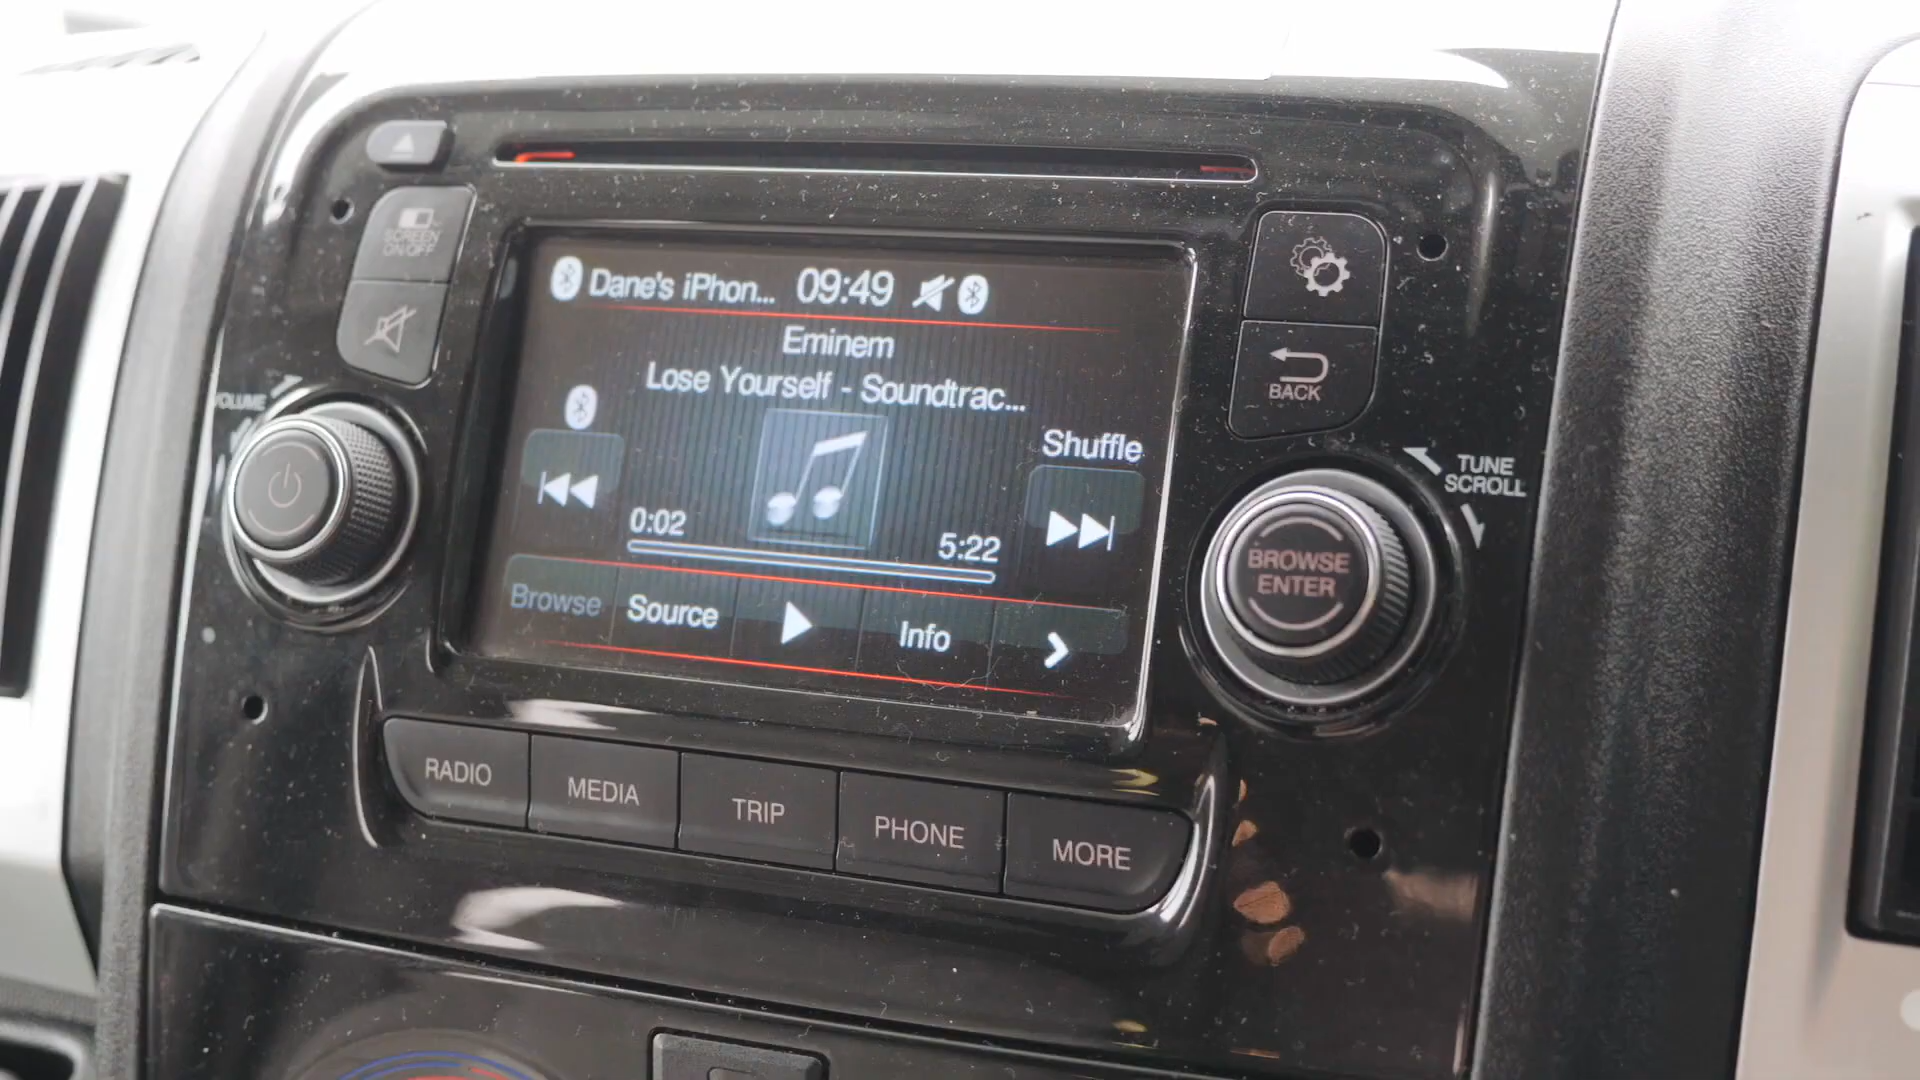 SCREEN
ON/OFF
VOLUME
Dane's iPhon... 09:49
Eminem
Lose Yourself - Soundtrac...
Shuffle
0:02
5:22
Browse Source Info
BACK
TUNE
SCROLL
BROWSE
ENTER
RADIO MEDIA TRIP PHONE MORE